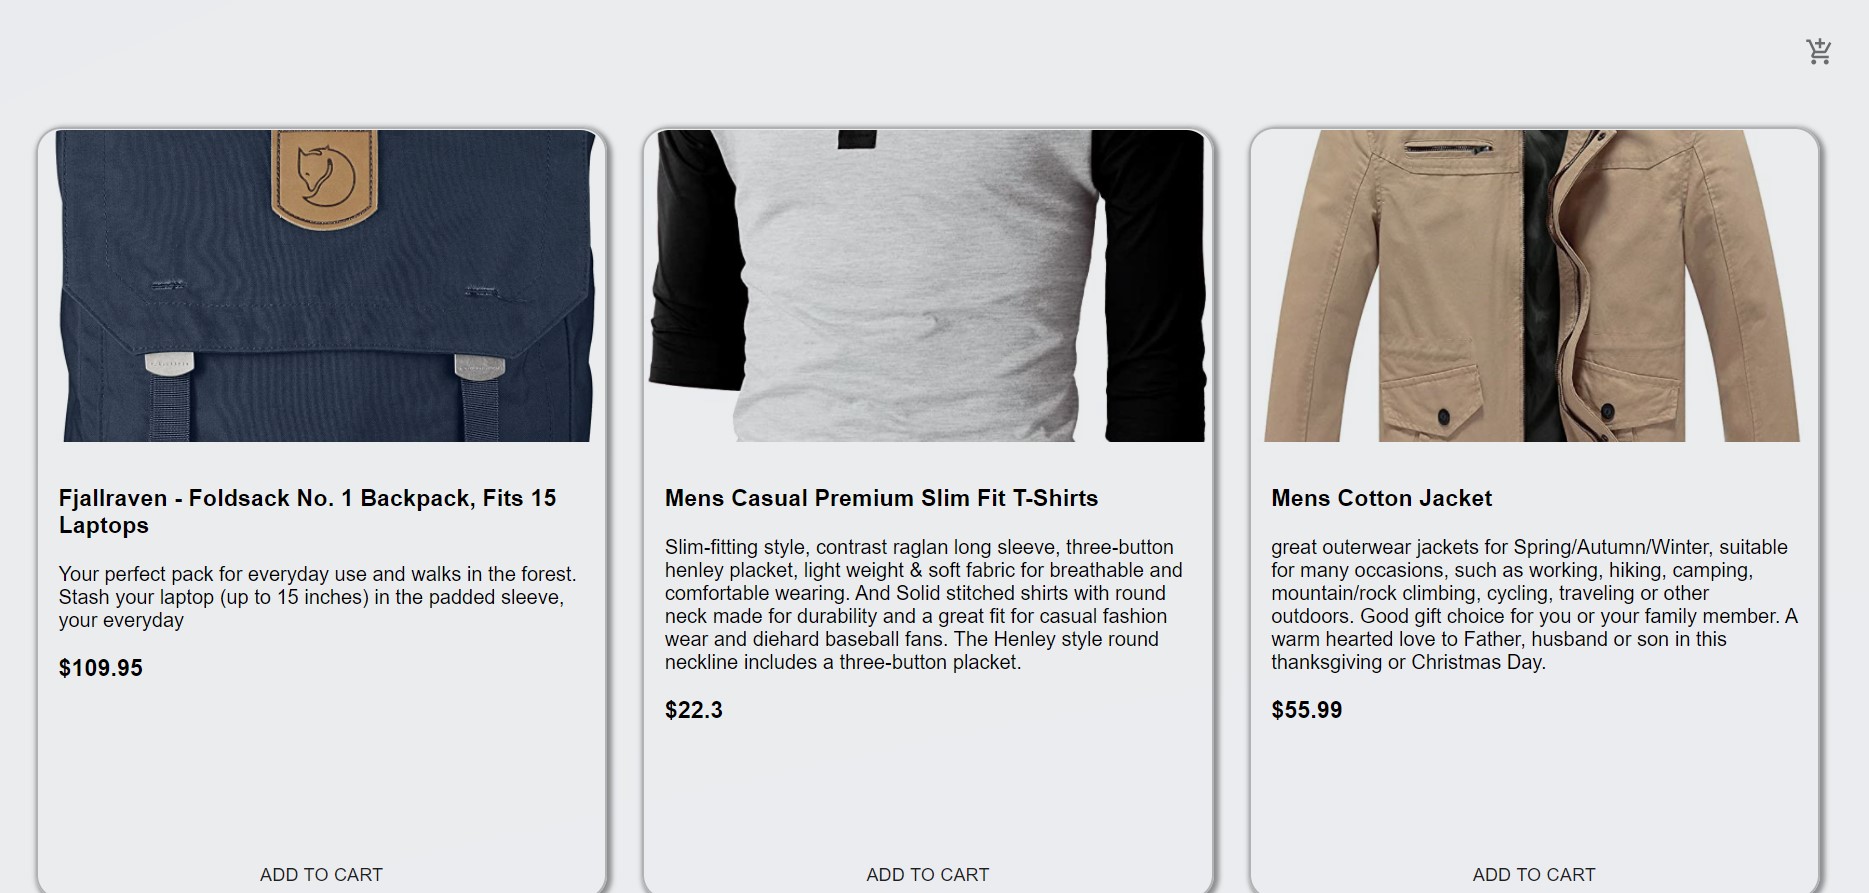 Fjallraven - Foldsack No. 1 Backpack, Fits 15
Laptops
Your perfect pack for everyday use and walks in the forest.
Stash your laptop (up to 15 inches) in the padded sleeve,
your everyday
$109.95
ADD TO CART
Mens Casual Premium Slim Fit T-Shirts
Slim-fitting style, contrast raglan long sleeve, three-button
henley placket, light weight & soft fabric for breathable and
comfortable wearing. And Solid stitched shirts with round
neck made for durability and a great fit for casual fashion
wear and diehard baseball fans. The Henley style round
neckline includes a three-button placket.
$22.3
ADD TO CART
Mens Cotton Jacket
great outerwear jackets for Spring/Autumn/Winter, suitable
for many occasions, such as working, hiking, camping,
mountain/rock climbing, cycling, traveling or other
outdoors. Good gift choice for you or your family member. A
warm hearted love to Father, husband or son in this
thanksgiving or Christmas Day.
$55.99
ADD TO CART